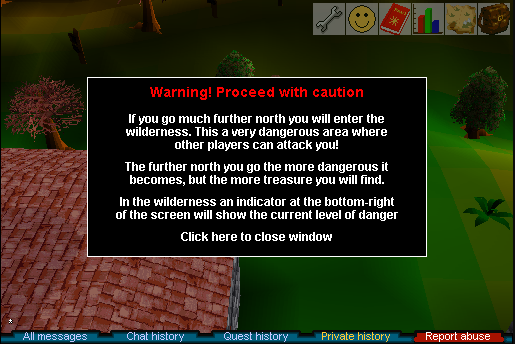 Warning! Proceed with caution
If you go much further north you will enter the
wilderness. This a very dangerous area where
other players can attack you!
The further north you go the more dangerous it
becomes, but the more treasure you will find.
In the wilderness an indicator at the bottom-right
of the screen will show the current level of danger
Click here to close window
*
All messages
Chat history
Quest history
Private history
Report abuse